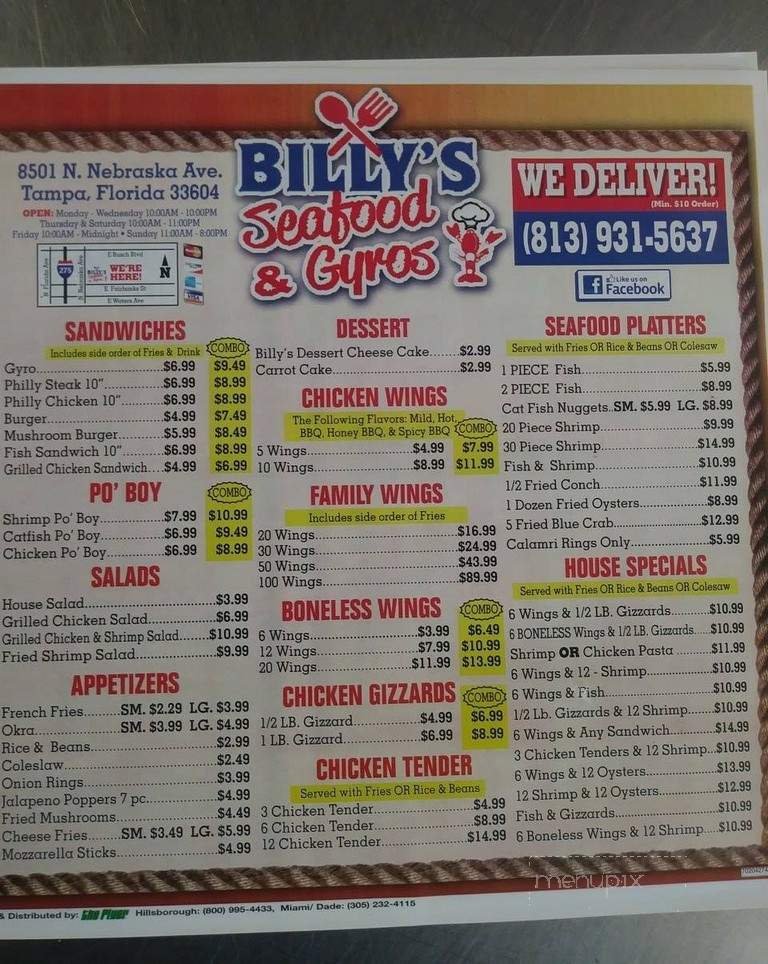 8501 N. Nebraska Ave.
Tampa, Florida 33604
OPEN: Monday - Wednesday 10:00AM - 10:00PM
Thursday & Saturday 10:00AM - 11:00PM
Friday 10:00AM - Midnight • Sunday 11:00AM - 8:00PM
E Busch Blvd
N Florida Ave
275
N Nebraska Ave
WE'RE
HERE!
N
E. Fairbanks St
E Waters Ave
VISA
BILLY'S
Seafood
& Gyros
WE DELIVER!
(Min. $10 Order)
(813) 931-5637
Like us on
Facebook
SANDWICHES
Includes side order of Fries & Drink COMBO
Gyro $6.99 $9.49
Philly Steak 10" $6.99 $8.99
Philly Chicken 10" $6.99 $8.99
Burger $4.99 $7.49
Mushroom Burger $5.99 $8.49
Fish Sandwich 10" $6.99 $8.99
Grilled Chicken Sandwich $4.99 $6.99
PO' BOY COMBO
Shrimp Po' Boy $7.99 $10.99
Catfish Po' Boy $6.99 $9.49
Chicken Po' Boy $6.99 $8.99
SALADS
House Salad $3.99
Grilled Chicken Salad $6.99
Grilled Chicken & Shrimp Salad $10.99
Fried Shrimp Salad $9.99
APPETIZERS
French Fries SM. $2.29 LG. $3.99
Okra SM. $3.99 LG. $4.99
Rice & Beans $2.99
Coleslaw $2.49
Onion Rings $3.99
Jalapeno Poppers 7 pc. $4.99
Fried Mushrooms $4.49
Cheese Fries SM. $3.49 LG. $5.99
Mozzarella Sticks $4.99
DESSERT
Billy's Dessert Cheese Cake $2.99
Carrot Cake $2.99
CHICKEN WINGS
The Following Flavors: Mild, Hot,
BBQ, Honey BBQ, & Spicy BBQ COMBO
5 Wings $4.99 $7.99
10 Wings $8.99 $11.99
FAMILY WINGS
Includes side order of Fries
20 Wings $16.99
30 Wings $24.99
50 Wings $43.99
100 Wings $89.99
BONELESS WINGS COMBO
6 Wings $3.99 $6.49
12 Wings $7.99 $10.99
20 Wings $11.99 $13.99
CHICKEN GIZZARDS COMBO
1/2 LB. Gizzard $4.99 $6.99
1 LB. Gizzard $6.99 $8.99
CHICKEN TENDER
Served with Fries OR Rice & Beans
3 Chicken Tender $4.99
6 Chicken Tender $8.99
12 Chicken Tender $14.99
SEAFOOD PLATTERS
Served with Fries OR Rice & Beans OR Colesaw
1 PIECE Fish $5.99
2 PIECE Fish $8.99
Cat Fish Nuggets..SM. $5.99 LG. $8.99
20 Piece Shrimp $9.99
30 Piece Shrimp $14.99
Fish & Shrimp $10.99
1/2 Fried Conch $11.99
1 Dozen Fried Oysters $8.99
5 Fried Blue Crab $12.99
Calamri Rings Only $5.99
HOUSE SPECIALS
Served with Fries OR Rice & Beans OR Colesaw
6 Wings & 1/2 LB. Gizzards $10.99
6 BONELESS Wings & 1/2 LB. Gizzards $10.99
Shrimp OR Chicken Pasta $11.99
6 Wings & 12 - Shrimp $10.99
6 Wings & Fish $10.99
1/2 Lb. Gizzards & 12 Shrimp $10.99
6 Wings & Any Sandwich $14.99
3 Chicken Tenders & 12 Shrimp $10.99
6 Wings & 12 Oysters $13.99
12 Shrimp & 12 Oysters $12.99
Fish & Gizzards $10.99
6 Boneless Wings & 12 Shrimp $10.99
menupix
& Distributed by: The Flyer Hillsborough: (800) 995-4433, Miami/ Dade: (305) 232-4115